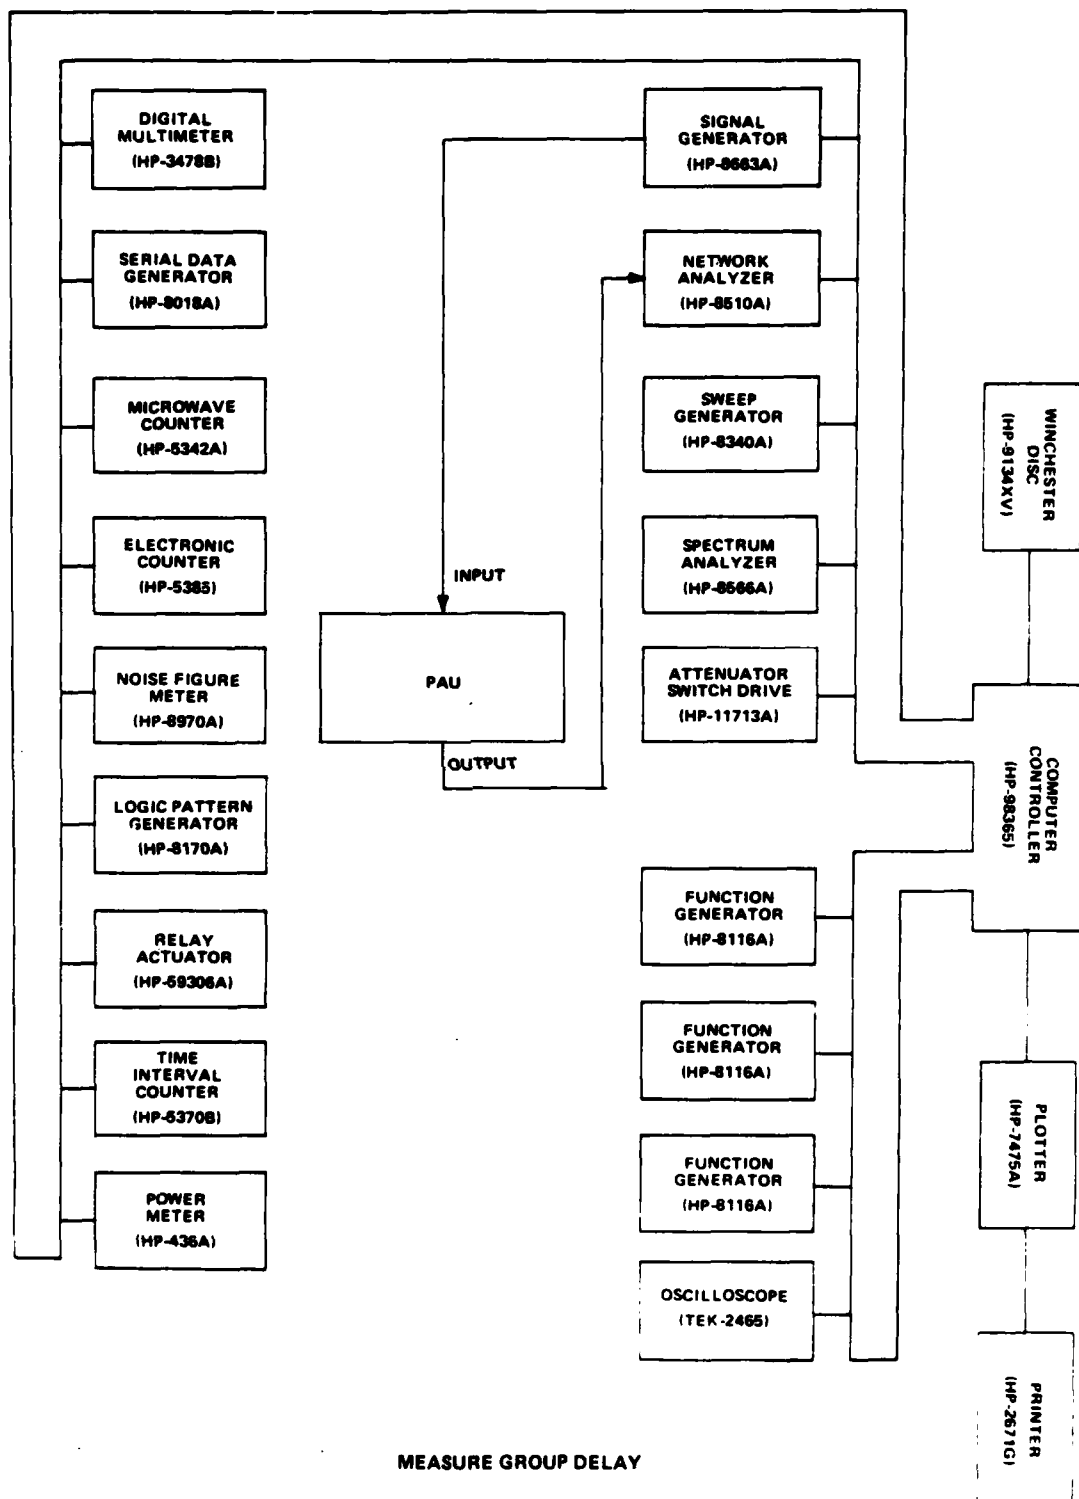 DIGITAL
MULTIMETER
(HP-3478B)
SERIAL DATA
GENERATOR
(HP-8018A)
MICROWAVE
COUNTER
(HP-5342A)
ELECTRONIC
COUNTER
(HP-5385)
NOISE FIGURE
METER
(HP-8970A)
LOGIC PATTERN
GENERATOR
(HP-8170A)
RELAY
ACTUATOR
(HP-59306A)
TIME
INTERVAL
COUNTER
(HP-5370B)
POWER
METER
(HP-436A)
INPUT
PAU
OUTPUT
SIGNAL
GENERATOR
(HP-8663A)
NETWORK
ANALYZER
(HP-8510A)
SWEEP
GENERATOR
(HP-8340A)
SPECTRUM
ANALYZER
(HP-8566A)
ATTENUATOR
SWITCH DRIVE
(HP-11713A)
FUNCTION
GENERATOR
(HP-8116A)
FUNCTION
GENERATOR
(HP-8116A)
FUNCTION
GENERATOR
(HP-8116A)
OSCILLOSCOPE
(TEK-2465)
WINCHESTER
DISC
(HP-9134XV)
COMPUTER
CONTROLLER
(HP-98365)
PLOTTER
(HP-7475A)
PRINTER
(HP-2671G)
MEASURE GROUP DELAY